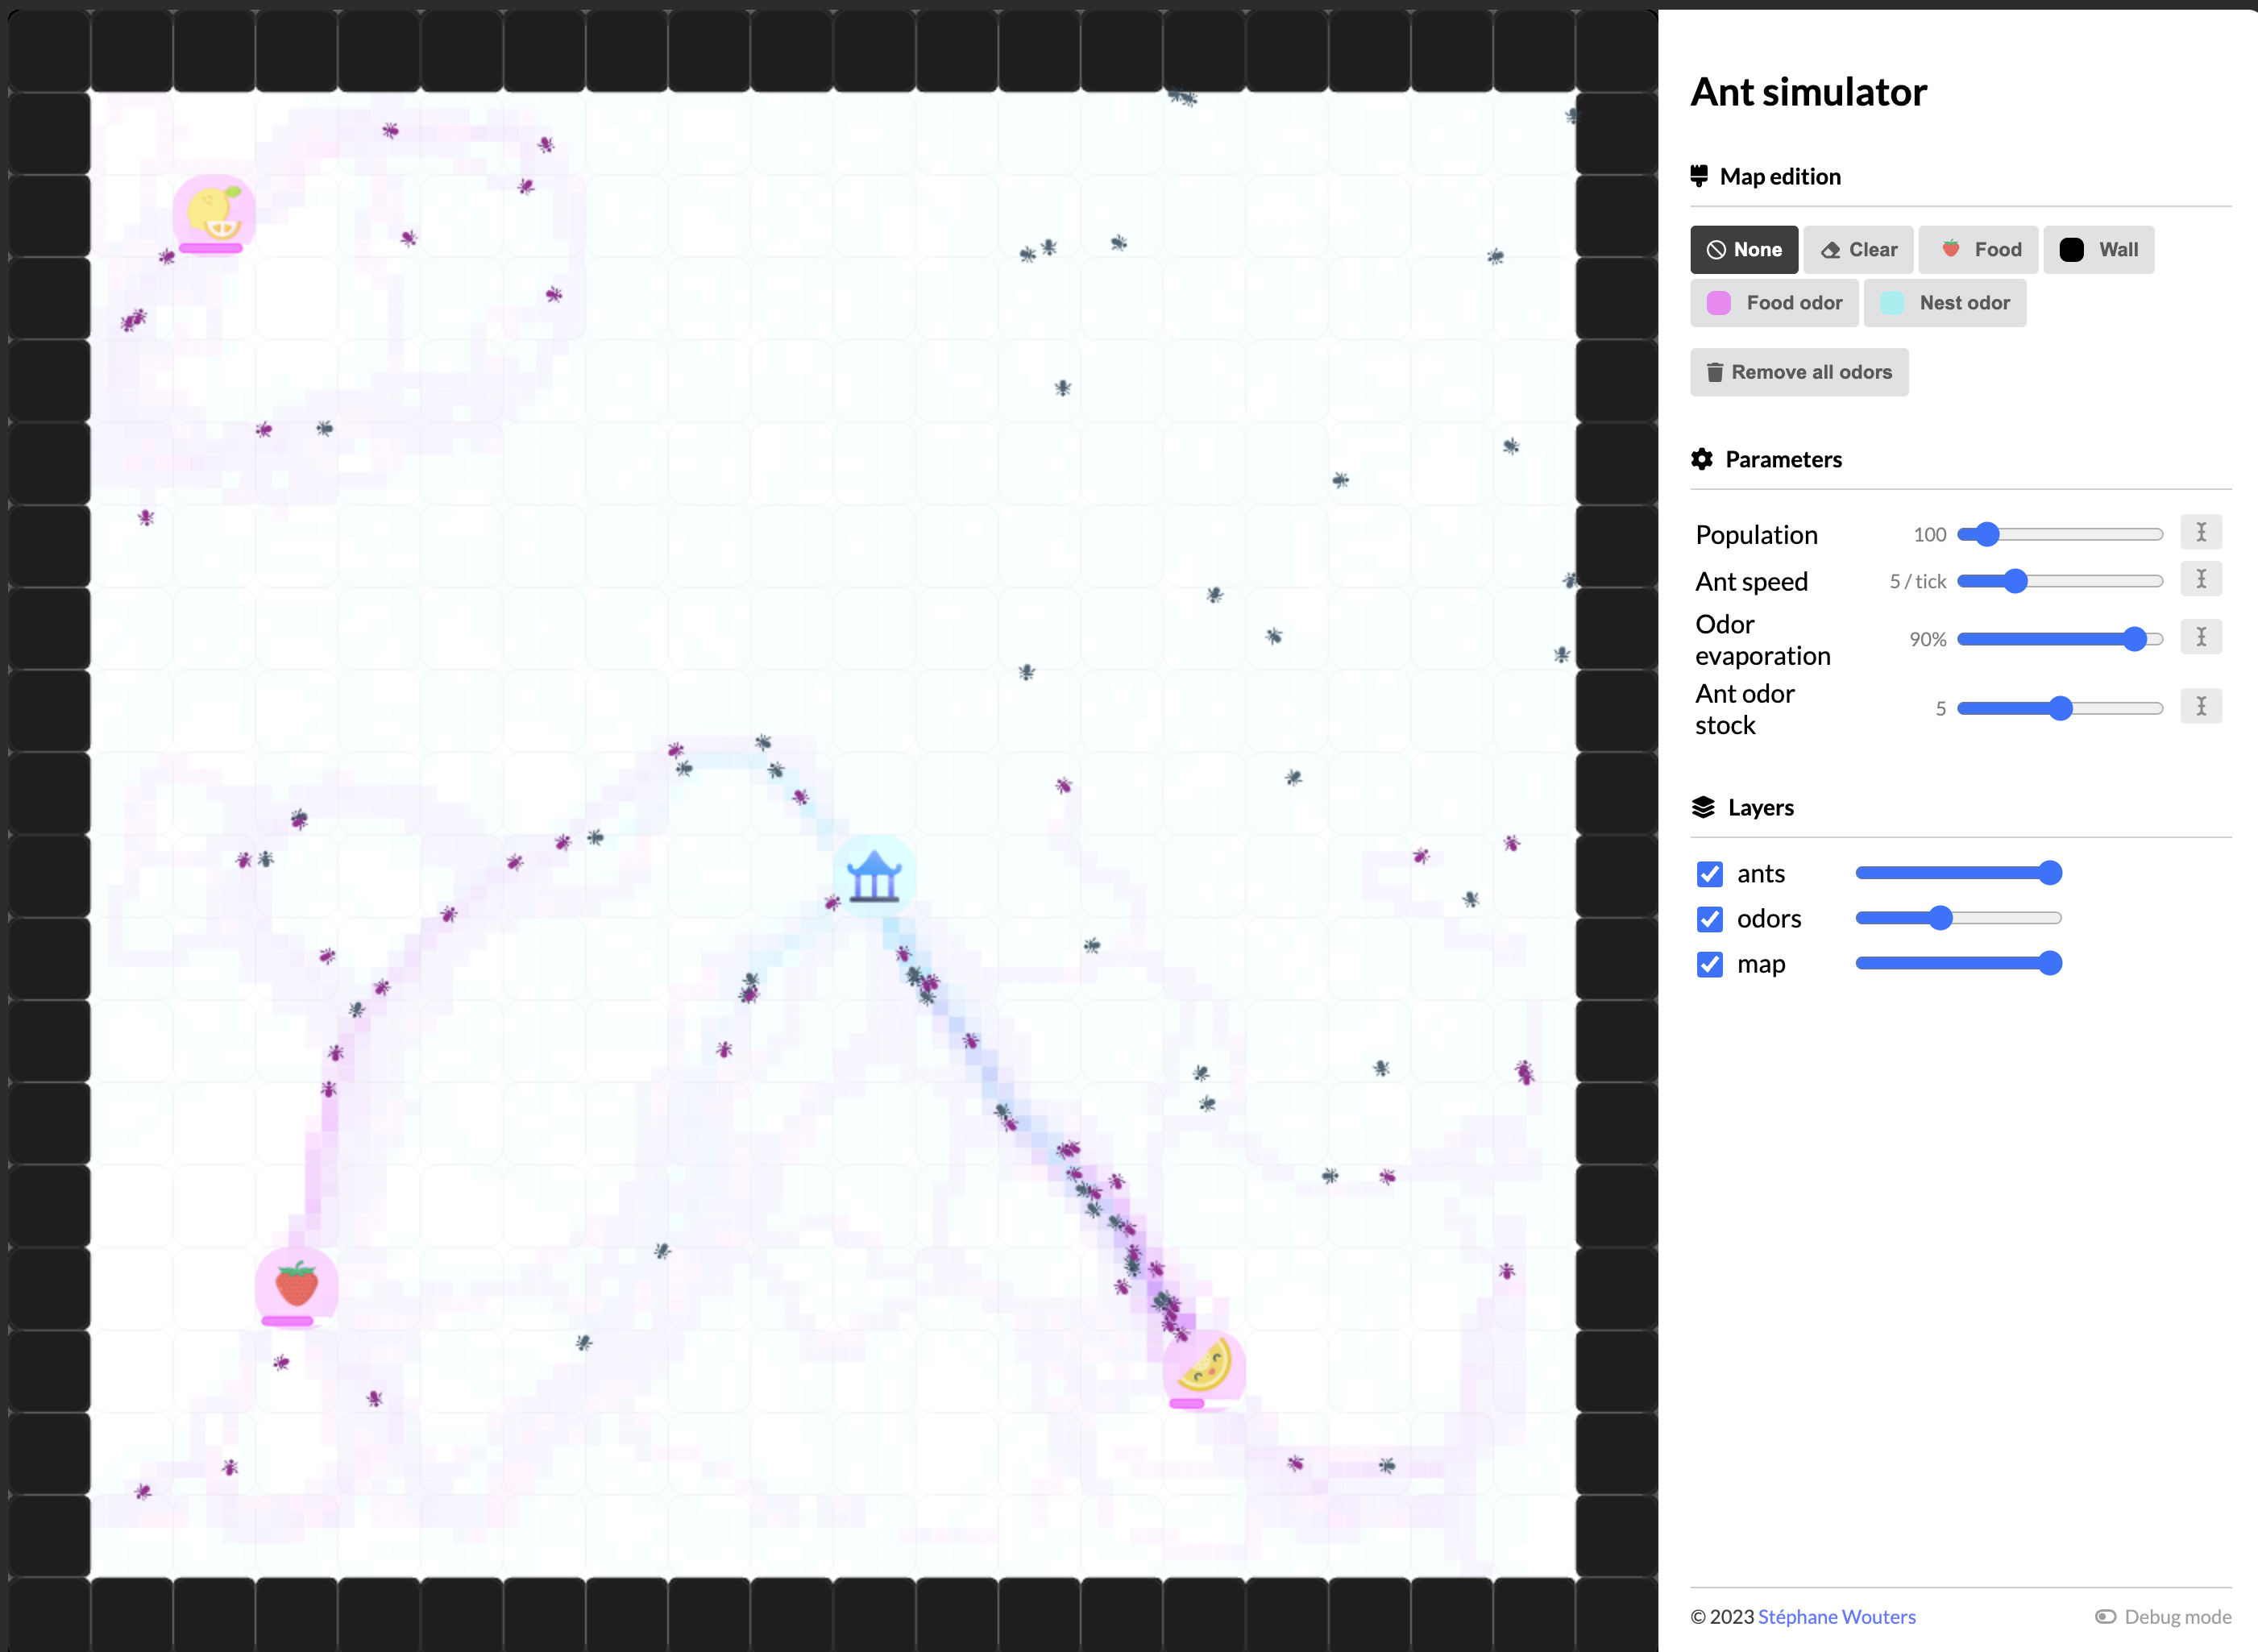 Ant simulator
Map edition
None Clear Food Wall
Food odor Nest odor
Remove all odors
Parameters
Population 100
Ant speed 5 / tick
Odor
evaporation 90%
Ant odor
stock 5
Layers
ants
odors
map
© 2023 Stéphane Wouters Debug mode